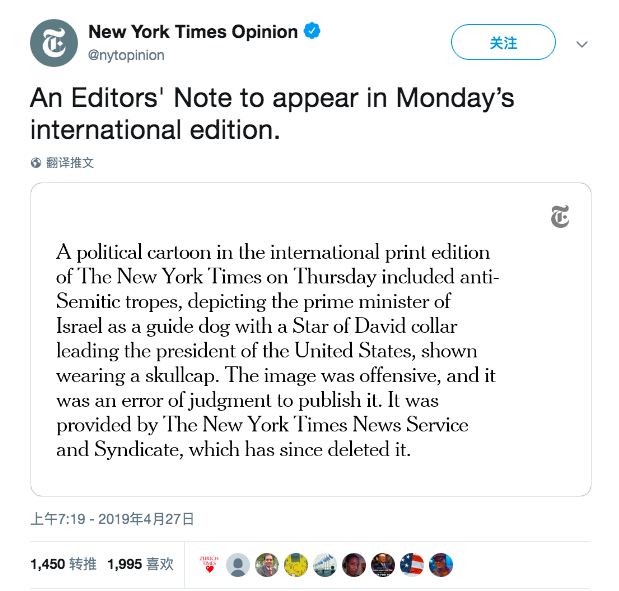 New York Times Opinion
@nytopinion
关注
An Editors' Note to appear in Monday’s
international edition.
翻译推文
A political cartoon in the international print edition
of The New York Times on Thursday included anti-
Semitic tropes, depicting the prime minister of
Israel as a guide dog with a Star of David collar
leading the president of the United States, shown
wearing a skullcap. The image was offensive, and it
was an error of judgment to publish it. It was
provided by The New York Times News Service
and Syndicate, which has since deleted it.
上午7:19 - 2019年4月27日
1,450 转推 1,995 喜欢